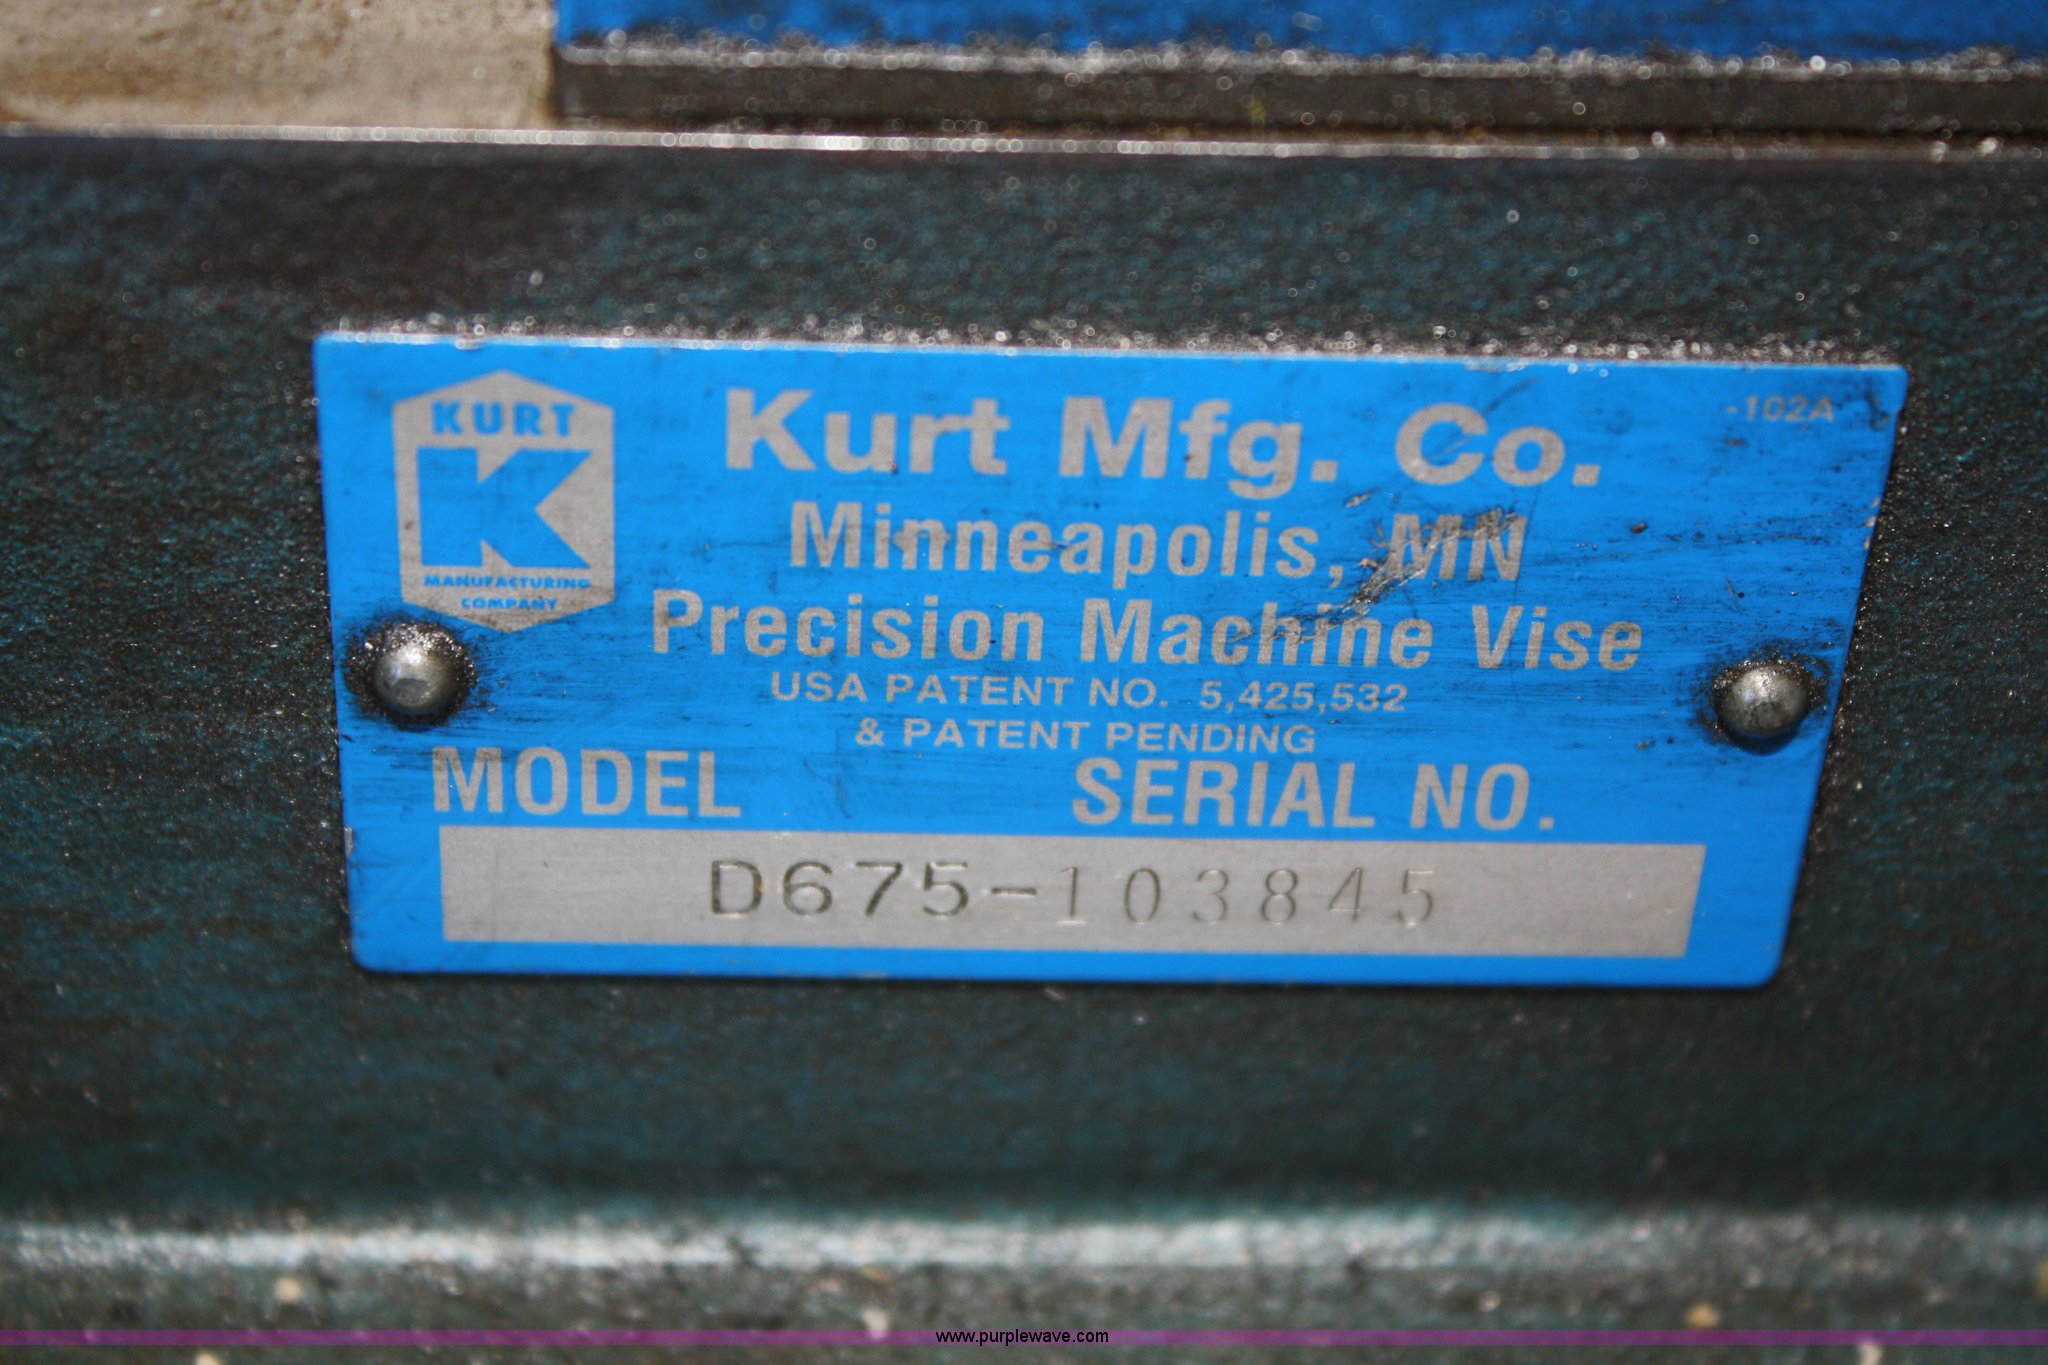 KURT
K
MANUFACTURING
COMPANY
-102A
Kurt Mfg. Co.
Minneapolis, MN
Precision Machine Vise
USA PATENT NO. 5,425,532
& PATENT PENDING
MODEL SERIAL NO.
D675-103845
www.purplewave.com